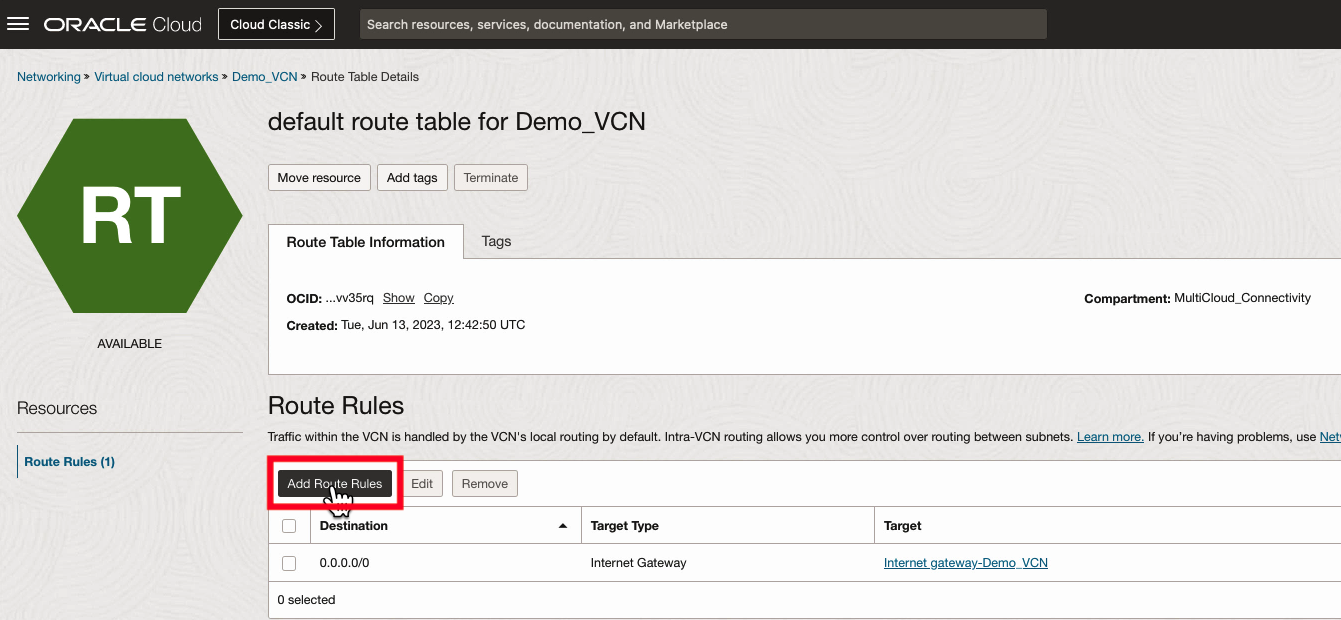 ORACLE Cloud
Cloud Classic >
Search resources, services, documentation, and Marketplace
Networking » Virtual cloud networks » Demo_VCN » Route Table Details
RT
AVAILABLE
default route table for Demo_VCN
Move resource
Add tags
Terminate
Route Table Information
Tags
OCID: ...vv35rq Show Copy
Compartment: MultiCloud_Connectivity
Created: Tue, Jun 13, 2023, 12:42:50 UTC
Resources
Route Rules (1)
Route Rules
Traffic within the VCN is handled by the VCN's local routing by default. Intra-VCN routing allows you more control over routing between subnets. Learn more. If you're having problems, use
Add Route Rules
Edit
Remove
Destination
Target Type
Target
0.0.0.0/0
Internet Gateway
Internet gateway-Demo_VCN
0 selected